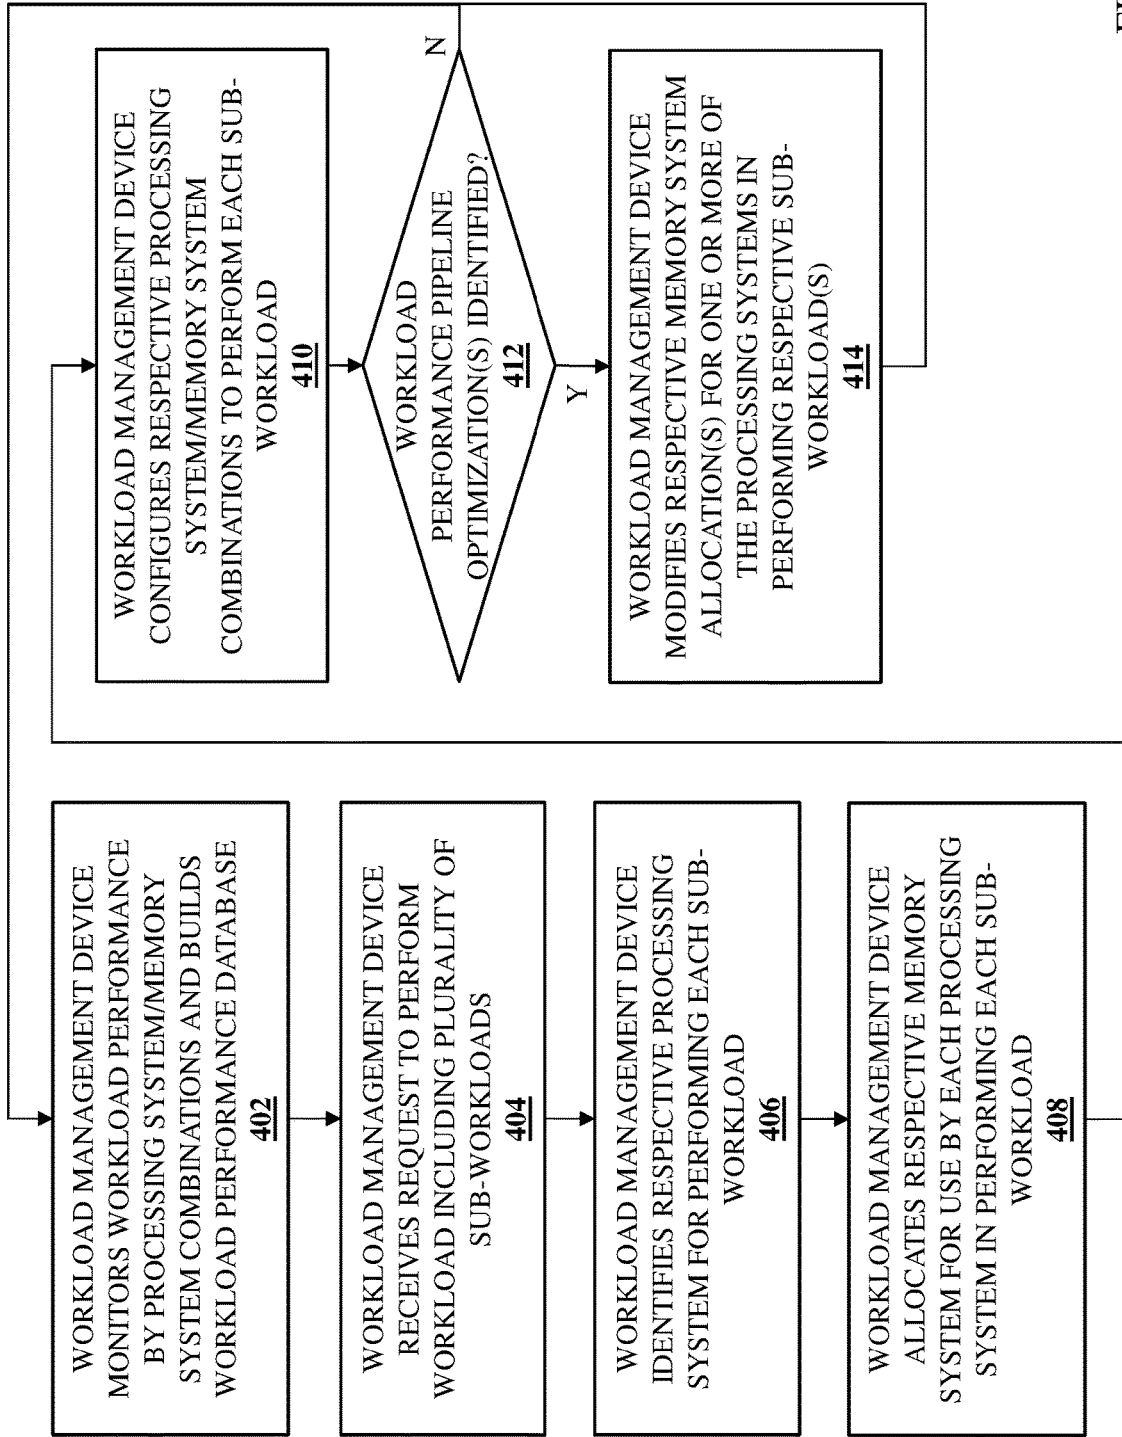 WORKLOAD MANAGEMENT DEVICE
MONITORS WORKLOAD PERFORMANCE
BY PROCESSING SYSTEM/MEMORY
SYSTEM COMBINATIONS AND BUILDS
WORKLOAD PERFORMANCE DATABASE
402
WORKLOAD MANAGEMENT DEVICE
RECEIVES REQUEST TO PERFORM
WORKLOAD INCLUDING PLURALITY OF
SUB-WORKLOADS
404
WORKLOAD MANAGEMENT DEVICE
IDENTIFIES RESPECTIVE PROCESSING
SYSTEM FOR PERFORMING EACH SUB-
WORKLOAD
406
WORKLOAD MANAGEMENT DEVICE
ALLOCATES RESPECTIVE MEMORY
SYSTEM FOR USE BY EACH PROCESSING
SYSTEM IN PERFORMING EACH SUB-
WORKLOAD
408
WORKLOAD MANAGEMENT DEVICE
CONFIGURES RESPECTIVE PROCESSING
SYSTEM/MEMORY SYSTEM
COMBINATIONS TO PERFORM EACH SUB-
WORKLOAD
410
WORKLOAD
PERFORMANCE PIPELINE
OPTIMIZATION(S) IDENTIFIED?
412
N
Y
WORKLOAD MANAGEMENT DEVICE
MODIFIES RESPECTIVE MEMORY SYSTEM
ALLOCATION(S) FOR ONE OR MORE OF
THE PROCESSING SYSTEMS IN
PERFORMING RESPECTIVE SUB-
WORKLOAD(S)
414